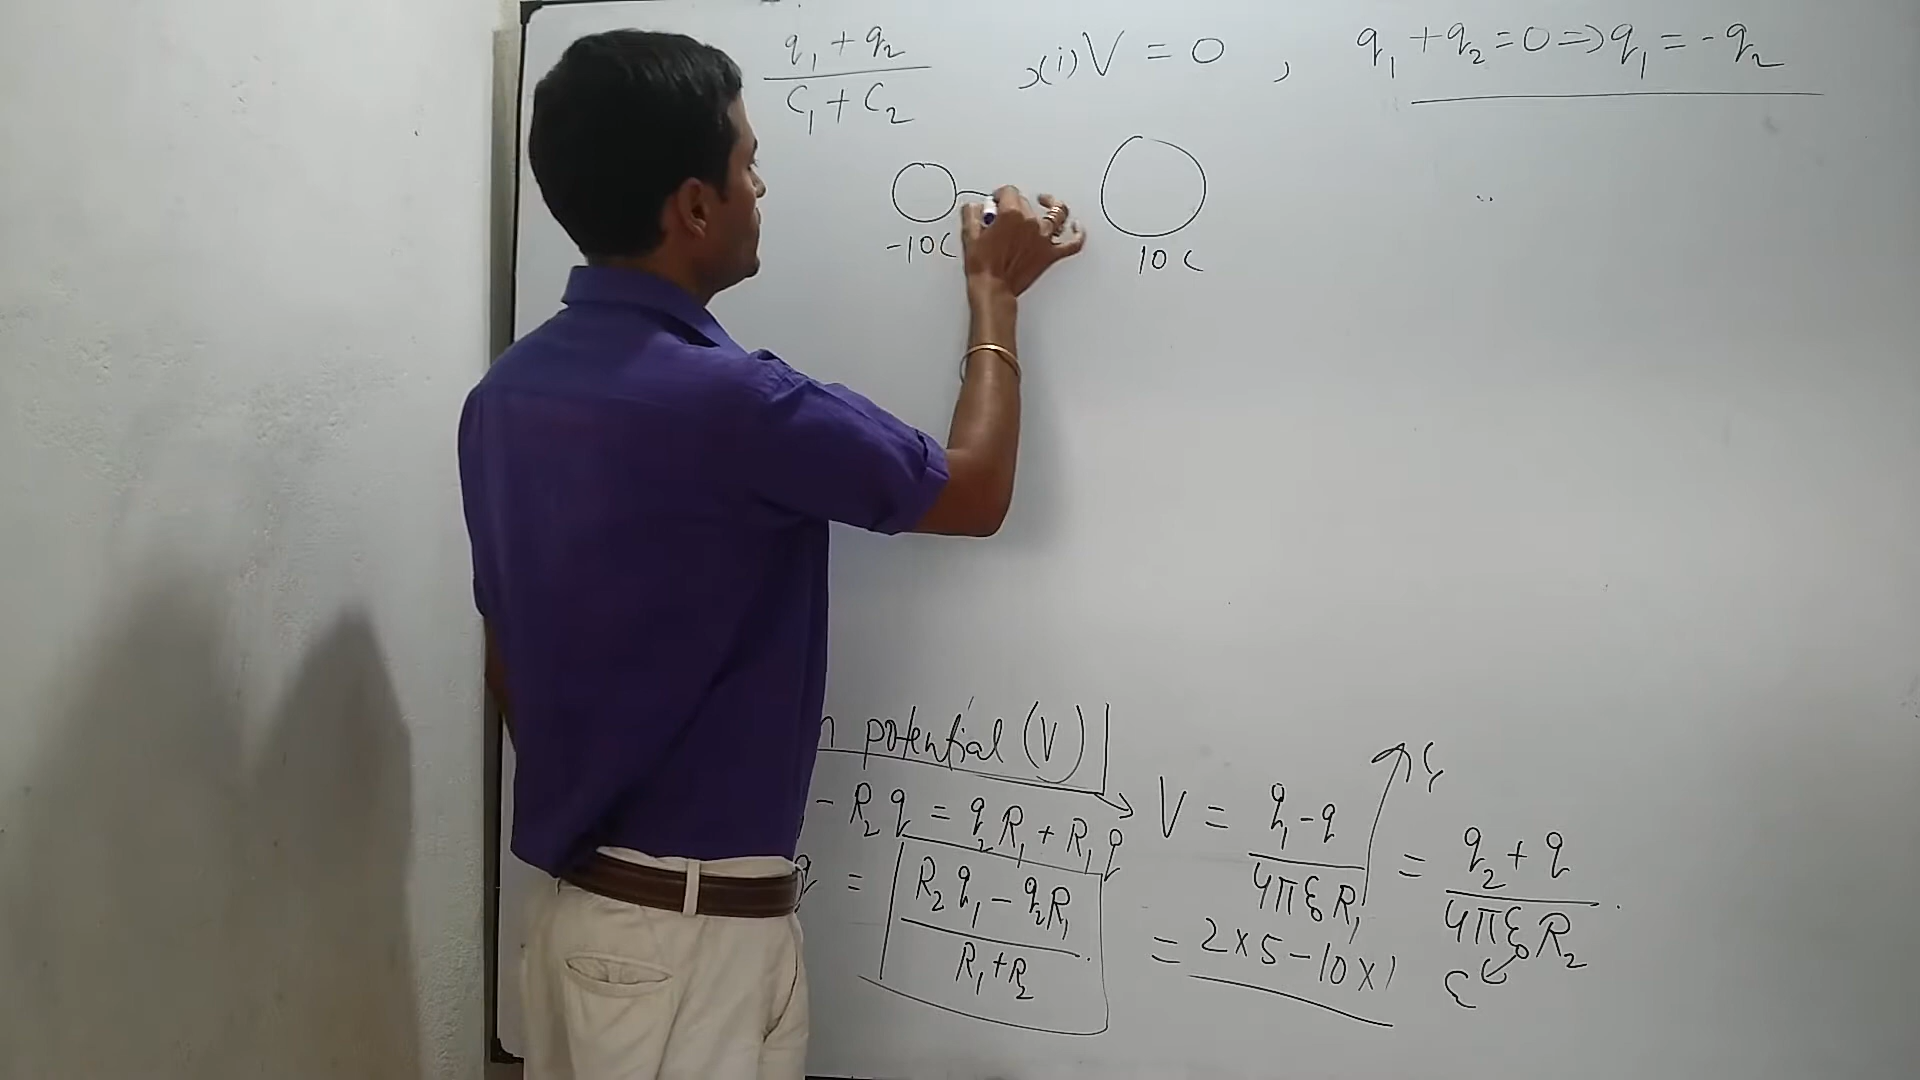 q₁ + q₂ / C₁ + C₂
(i) V = 0 , q₁ + q₂ = 0 ⇒ q₁ = - q₂
-10C
10C
potential (V)
- R₂ q = q₂ R₁ + R₁ q
q = R₂ q₁ - q₂ R₁ / R₁ + R₂
V = q₁ - q / 4πε₀ R₁ = q₂ + q / 4πε₀ R₂
= 2 × 5 - 10 × 1